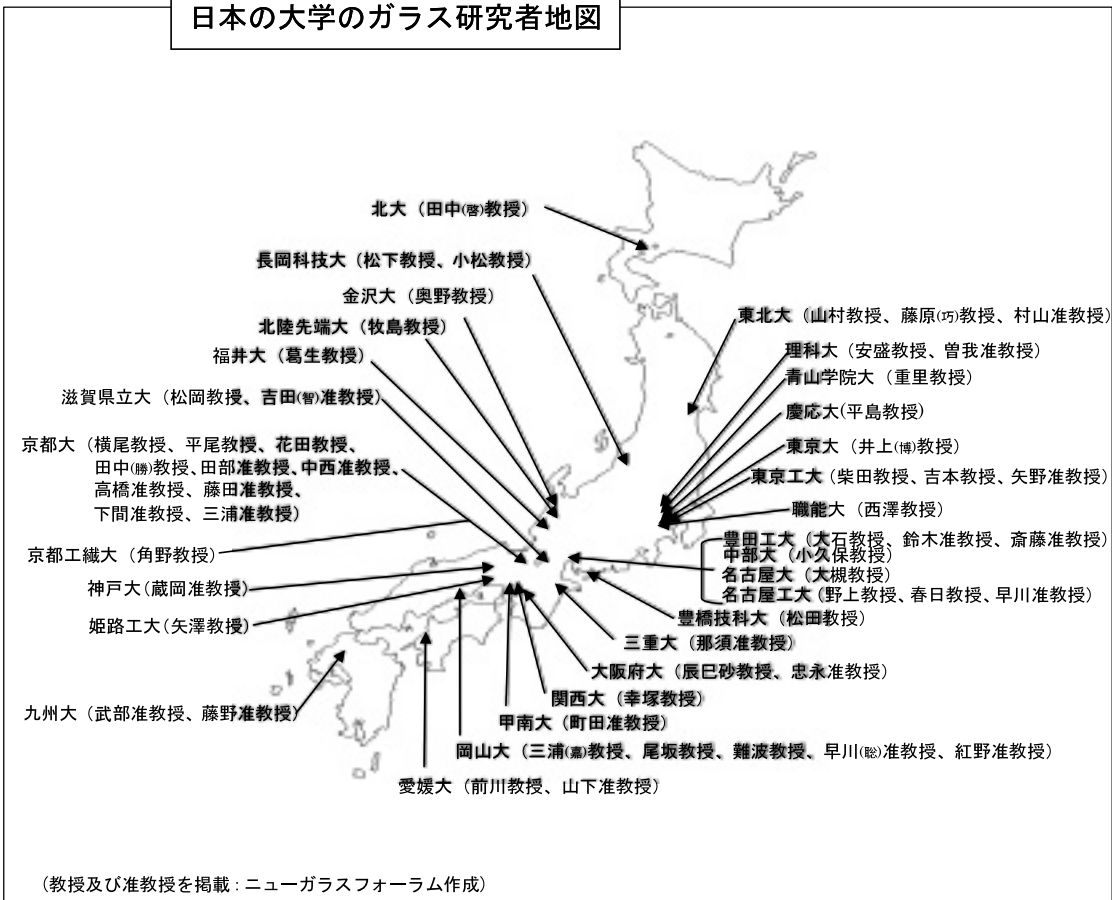 日本の大学のガラス研究者地図
北大（田中(啓)教授）
長岡科技大（松下教授、小松教授）
金沢大（奥野教授）
北陸先端大（牧島教授）
福井大（葛生教授）
滋賀県立大（松岡教授、吉田(智)准教授）
京都大（横尾教授、平尾教授、花田教授、
田中(勝)教授、田部准教授、中西准教授、
高橋准教授、藤田准教授、
下間准教授、三浦准教授）
京都工繊大（角野教授）
神戸大(蔵岡准教授）
姫路工大(矢澤教授）
九州大（武部准教授、藤野准教授）
東北大（山村教授、藤原(巧)教授、村山准教授）
理科大（安盛教授、曽我准教授）
青山学院大（重里教授）
慶応大(平島教授）
東京大（井上(博)教授）
東京工大（柴田教授、吉本教授、矢野准教授）
職能大（西澤教授）
豊田工大（大石教授、鈴木准教授、斎藤准教授）
中部大（小久保教授）
名古屋大（大槻教授）
名古屋工大（野上教授、春日教授、早川准教授）
豊橋技科大（松田教授）
三重大（那須准教授）
大阪府大（辰巳砂教授、忠永准教授）
関西大（幸塚教授）
甲南大（町田准教授）
岡山大（三浦(嘉)教授、尾坂教授、難波教授、早川(聡)准教授、紅野准教授）
愛媛大（前川教授、山下准教授）
（教授及び准教授を掲載：ニューガラスフォーラム作成）